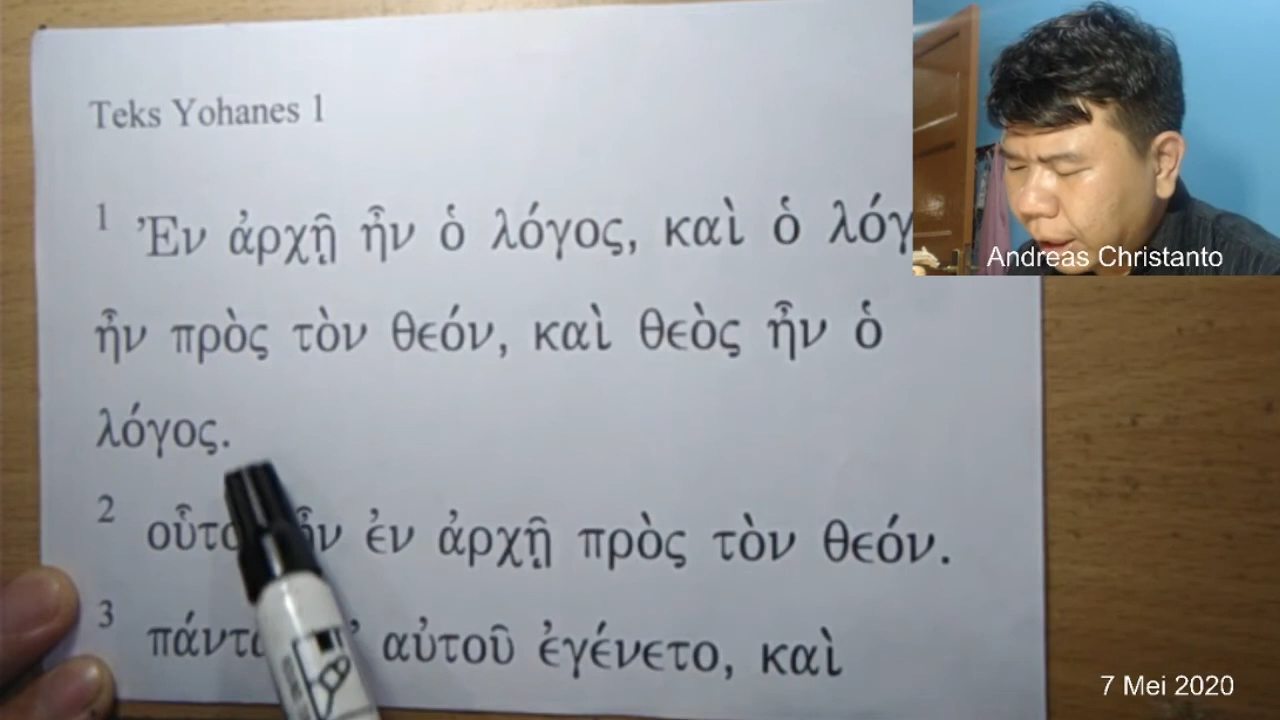 Teks Yohanes 1
1 Ἐν ἀρχῇ ἦν ὁ λόγος, καὶ ὁ
ἦν πρὸς τὸν θεόν, καὶ θεὸς ἦν ὁ
λόγος.
2 ἐν ἀρχῇ πρὸς τὸν θεόν.
3 αὐτοῦ ἐγένετο, καὶ
Andreas Christanto
7 Mei 2020